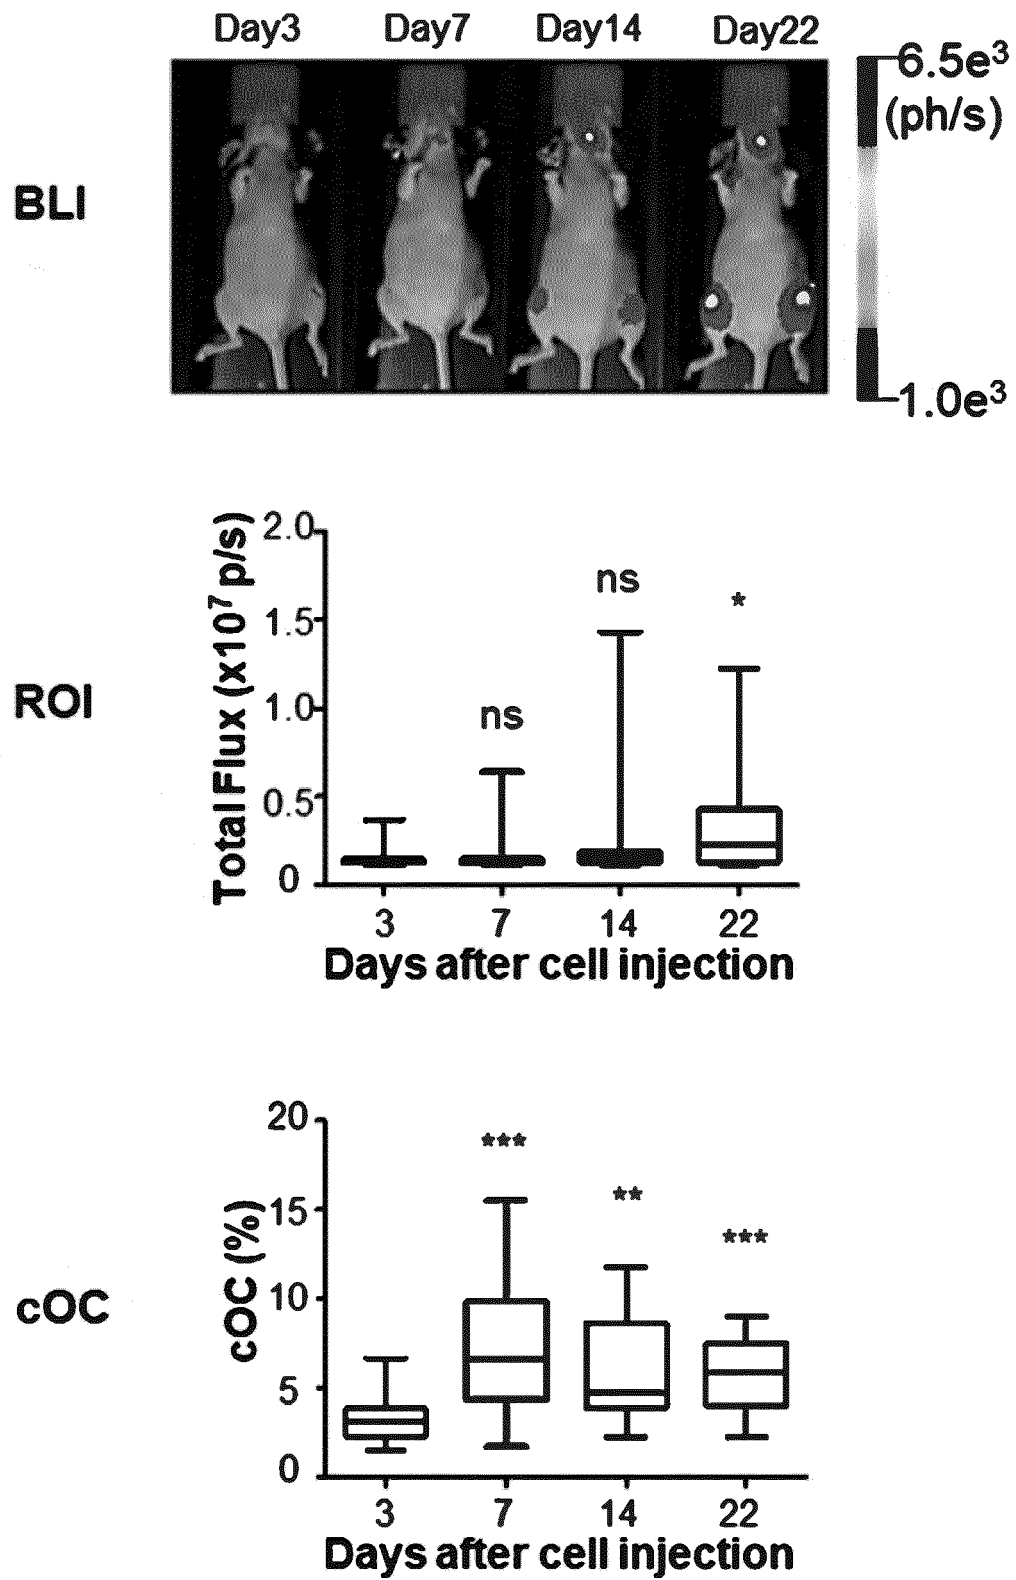 Day3 Day7 Day14 Day22
BLI
6.5e³
(ph/s)
1.0e³
ROI
Total Flux (x10⁷ p/s)
2.0
1.5
1.0
0.5
0
ns
ns
*
3 7 14 22
Days after cell injection
cOC
cOC (%)
20
15
10
5
0
***
**
***
3 7 14 22
Days after cell injection